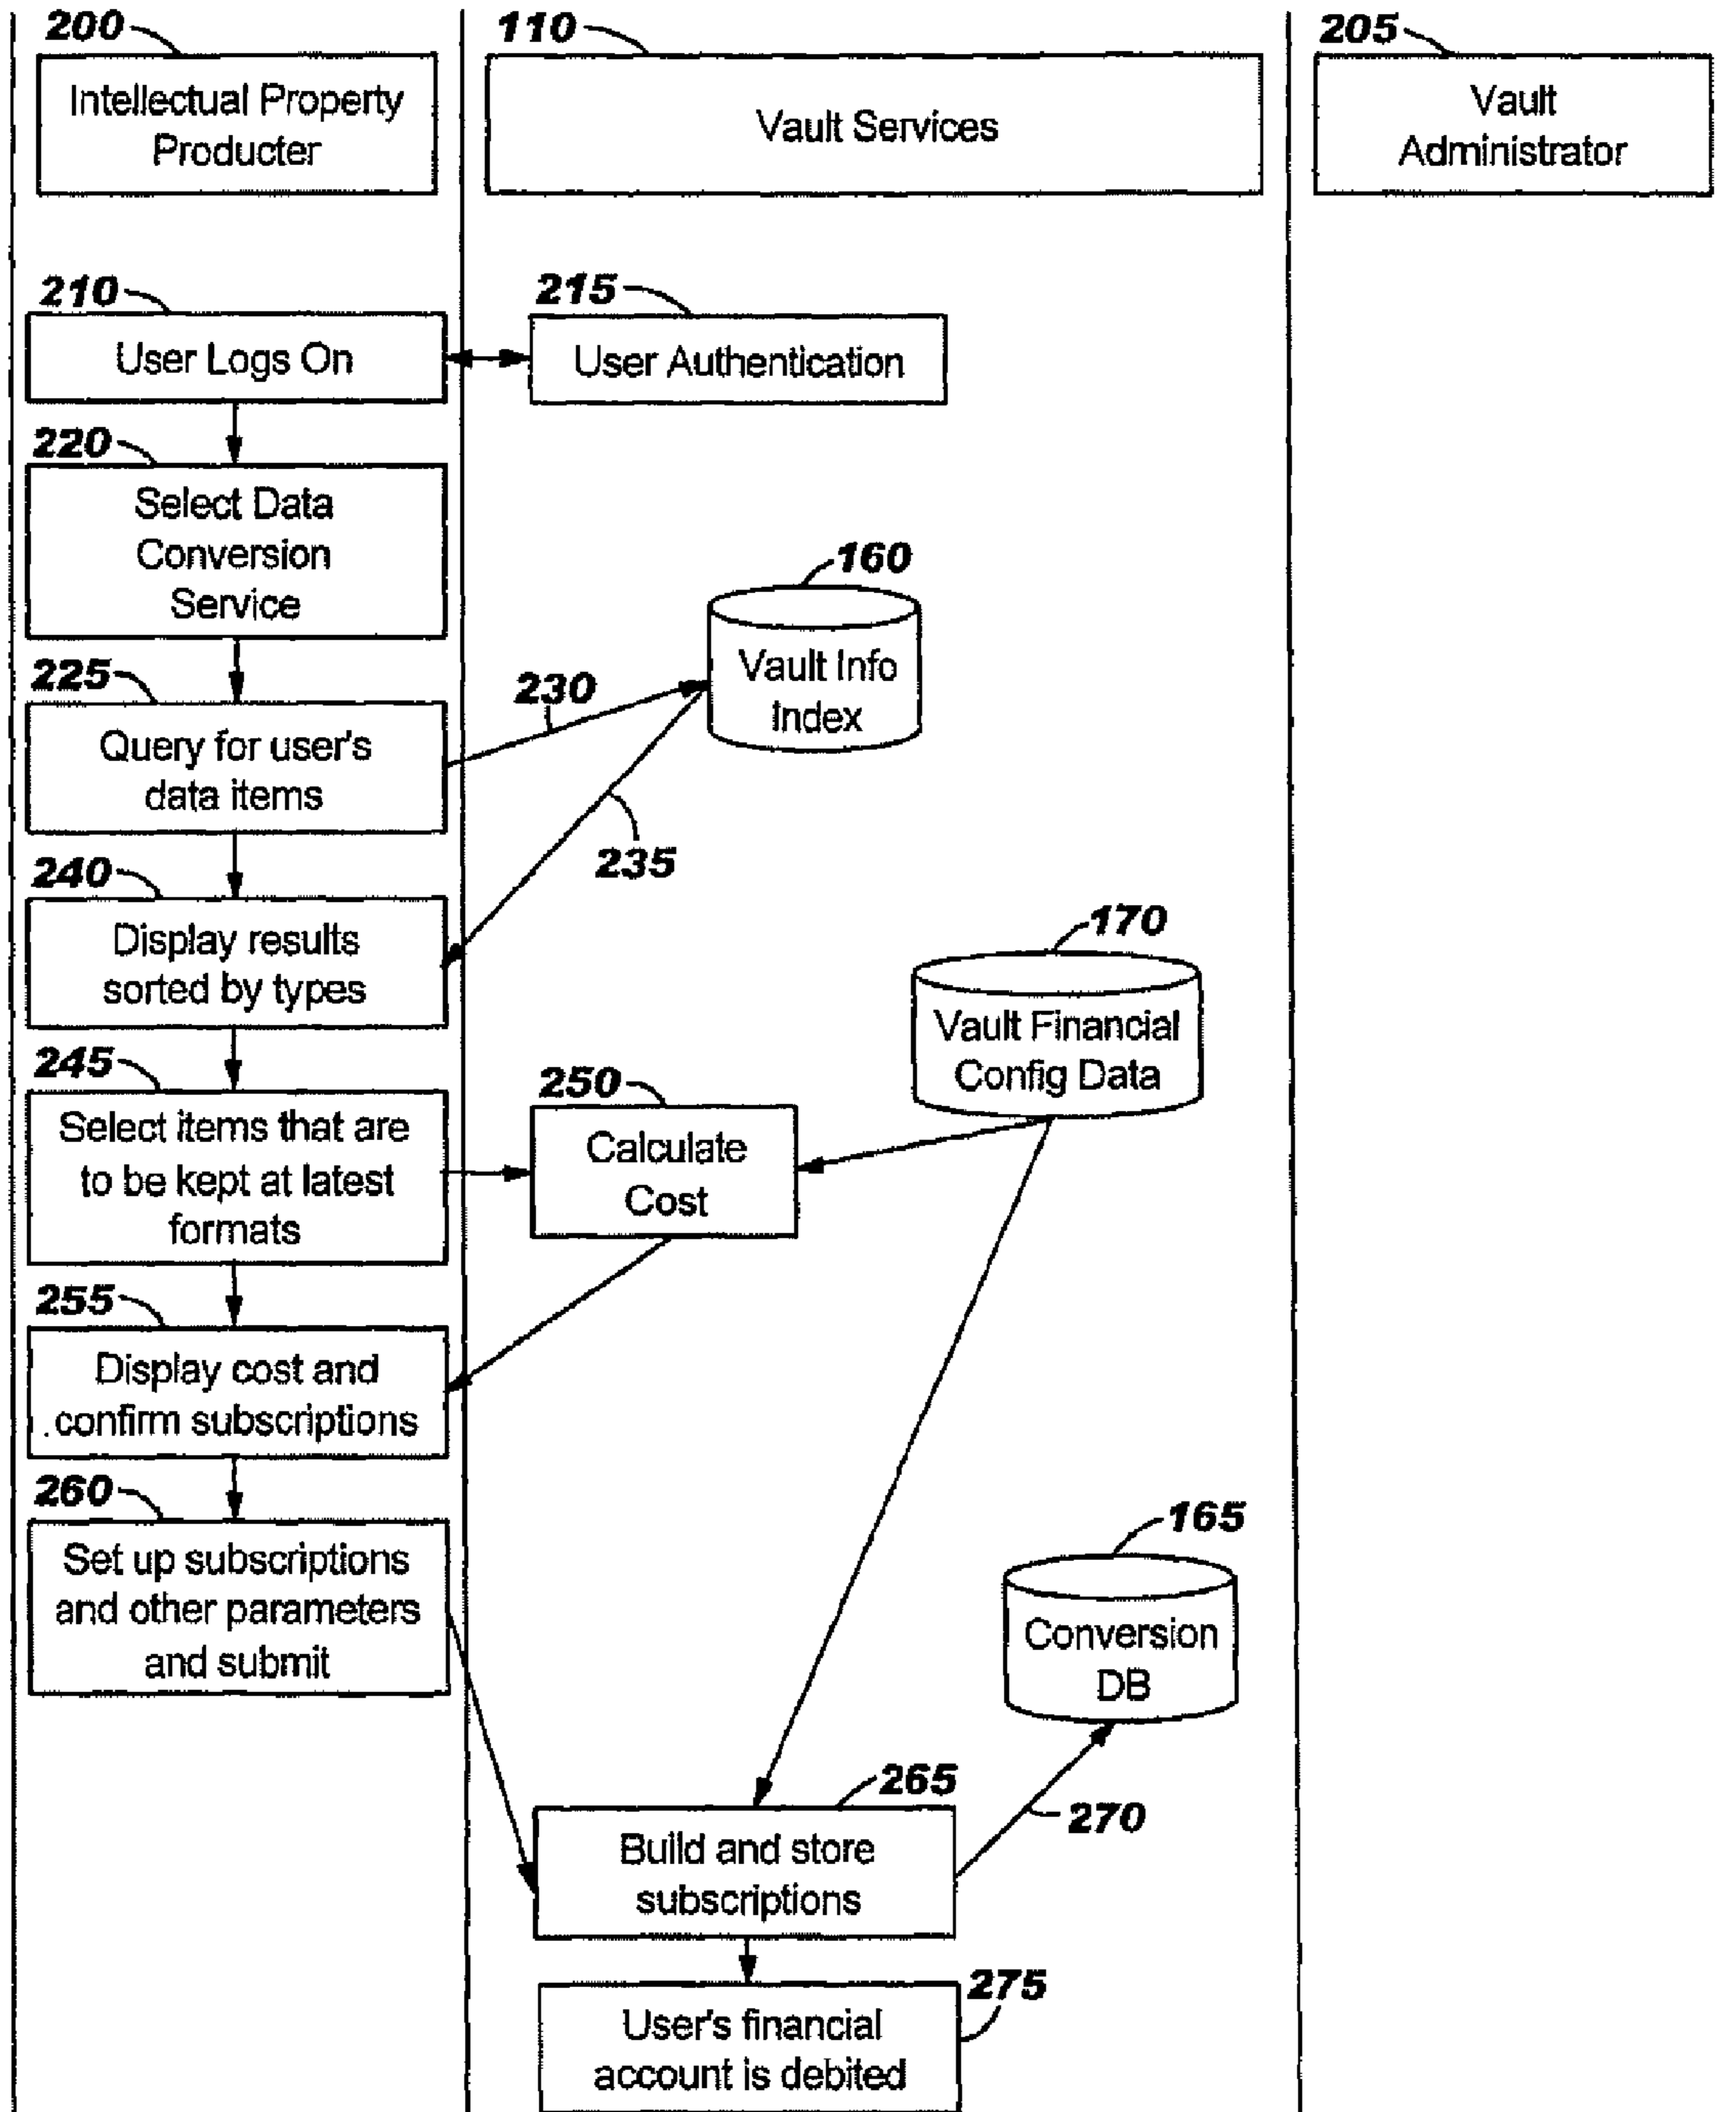 200
110
205
Intellectual Property
Producter
Vault Services
Vault
Administrator
210
215
User Logs On
User Authentication
220
Select Data
Conversion
Service
160
Vault Info
Index
225
230
Query for user's
data items
235
240
Display results
sorted by types
170
Vault Financial
Config Data
245
250
Select items that are
to be kept at latest
formats
Calculate
Cost
255
Display cost and
confirm subscriptions
260
Set up subscriptions
and other parameters
and submit
165
Conversion
DB
265
270
Build and store
subscriptions
275
User's financial
account is debited